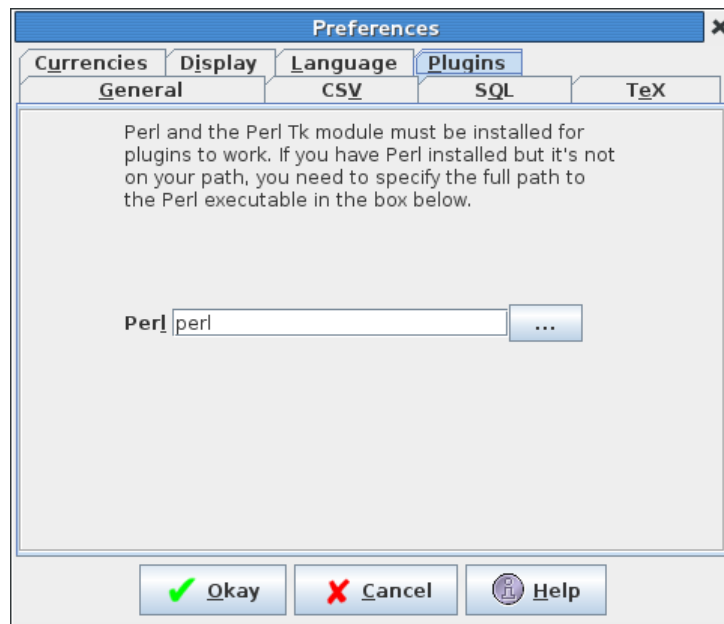 Preferences
Currencies Display Language Plugins
General CSV SQL TeX
Perl and the Perl Tk module must be installed for
plugins to work. If you have Perl installed but it's not
on your path, you need to specify the full path to
the Perl executable in the box below.
Perl perl ...
Okay Cancel Help